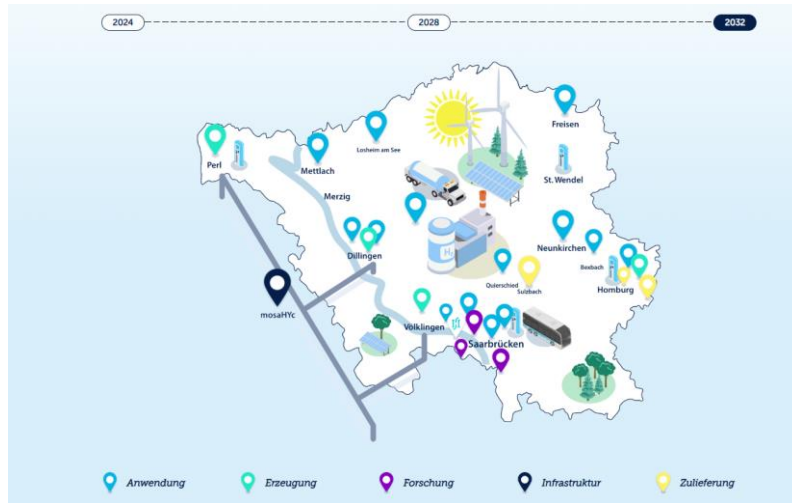 2024
2028
2032
Freisen
Losheim am See
Perl
Mettlach
St. Wendel
Merzig
Neunkirchen
Dillingen
H₂
Bexbach
Quierschied
Sulzbach
Homburg
mosaHYc
Völklingen
Saarbrücken
Anwendung
Erzeugung
Forschung
Infrastruktur
Zulieferung